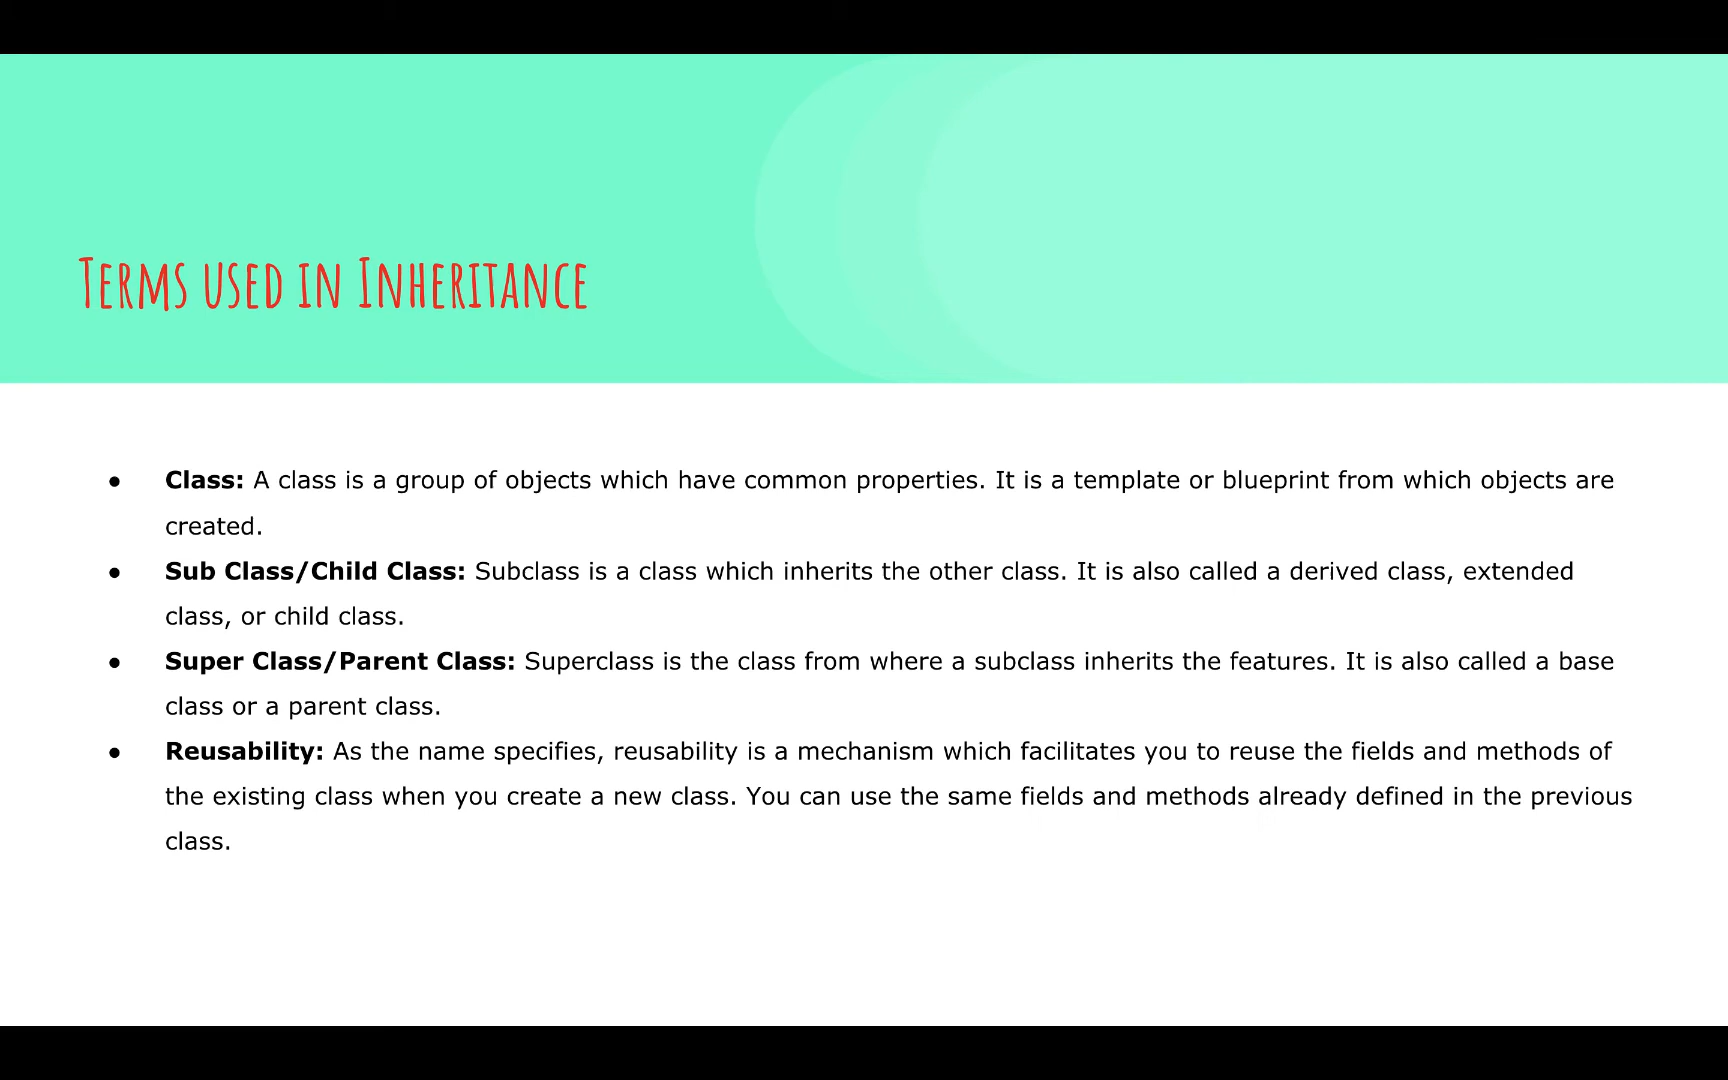 Terms used in Inheritance
● Class: A class is a group of objects which have common properties. It is a template or blueprint from which objects are
created.
● Sub Class/Child Class: Subclass is a class which inherits the other class. It is also called a derived class, extended
class, or child class.
● Super Class/Parent Class: Superclass is the class from where a subclass inherits the features. It is also called a base
class or a parent class.
● Reusability: As the name specifies, reusability is a mechanism which facilitates you to reuse the fields and methods of
the existing class when you create a new class. You can use the same fields and methods already defined in the previous
class.